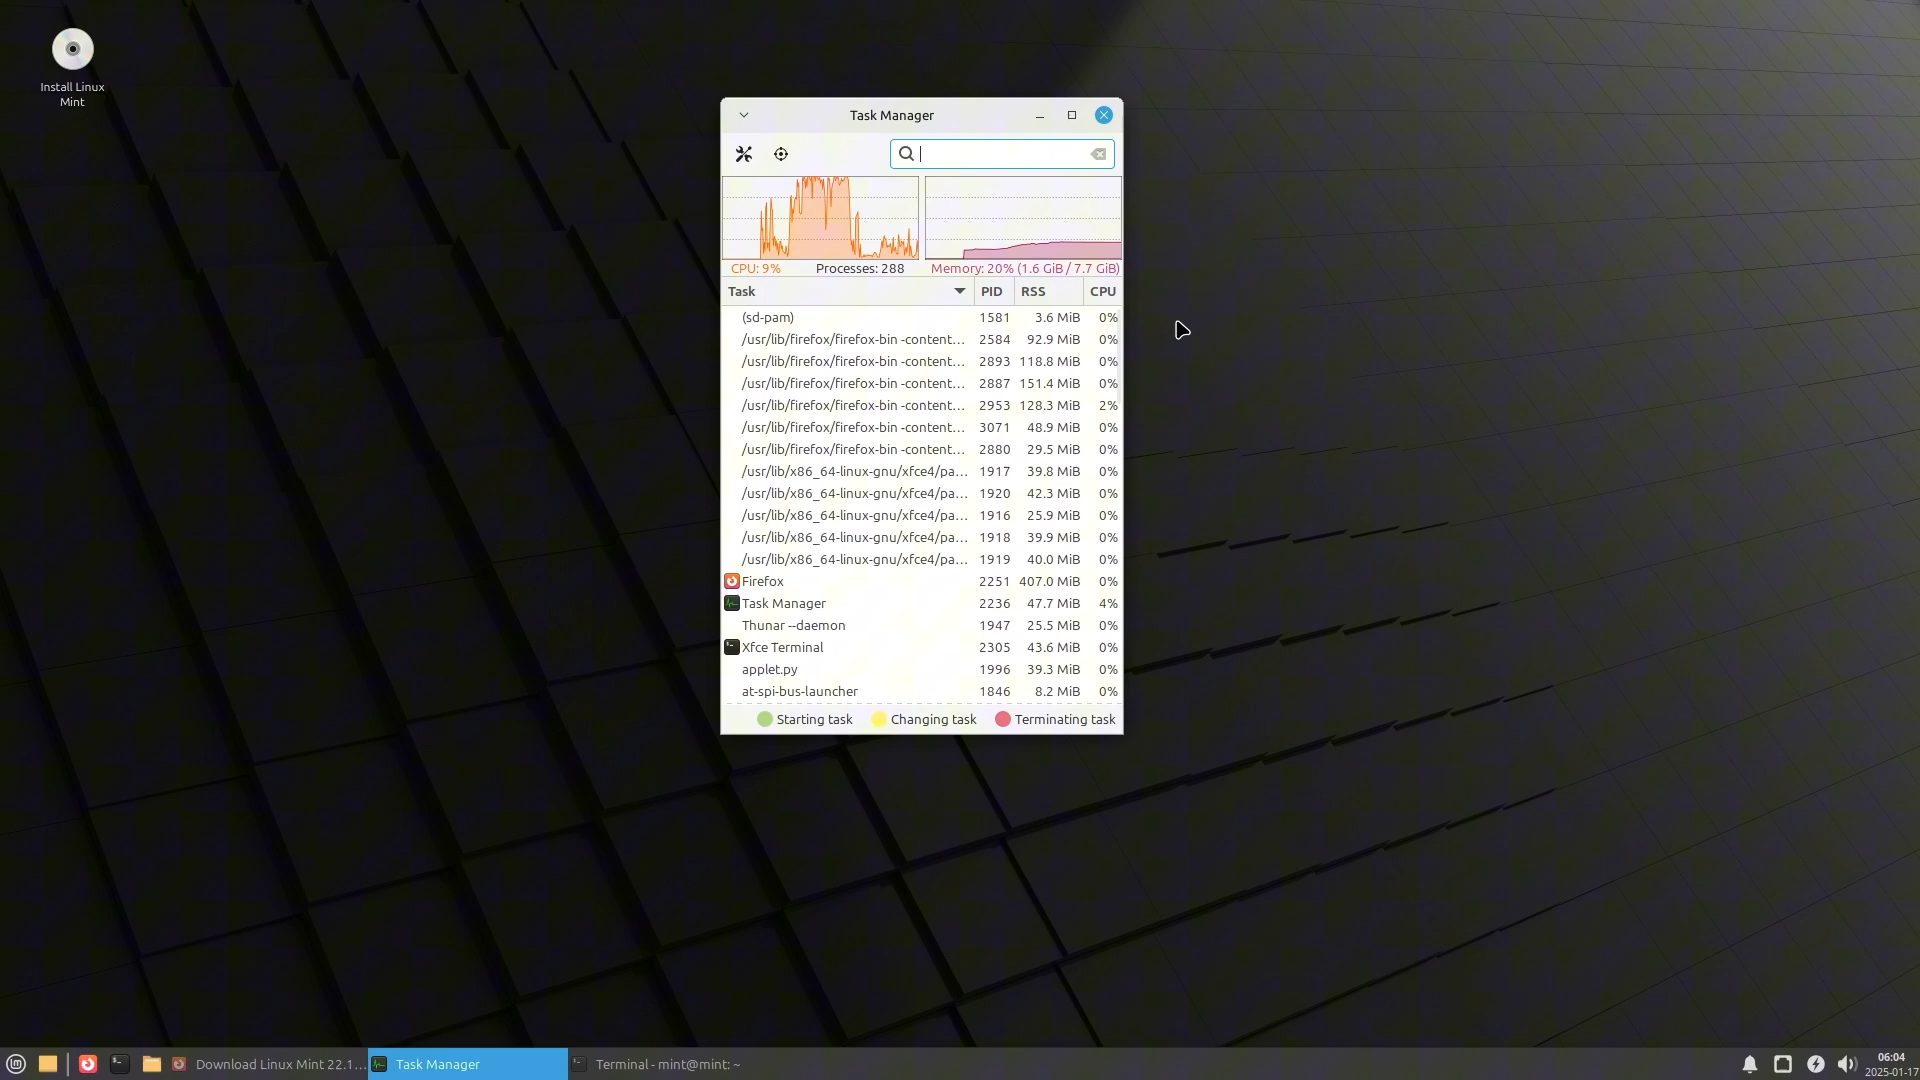 Install Linux
Mint
Task Manager
CPU: 9% Processes: 288 Memory: 20% (1.6 GiB / 7.7 GiB)
Task PID RSS CPU
(sd-pam) 1581 3.6 MiB 0%
/usr/lib/firefox/firefox-bin -content... 2584 92.9 MiB 0%
/usr/lib/firefox/firefox-bin -content... 2893 118.8 MiB 0%
/usr/lib/firefox/firefox-bin -content... 2887 151.4 MiB 0%
/usr/lib/firefox/firefox-bin -content... 2953 128.3 MiB 2%
/usr/lib/firefox/firefox-bin -content... 3071 48.9 MiB 0%
/usr/lib/firefox/firefox-bin -content... 2880 29.5 MiB 0%
/usr/lib/x86_64-linux-gnu/xfce4/pa... 1917 39.8 MiB 0%
/usr/lib/x86_64-linux-gnu/xfce4/pa... 1920 42.3 MiB 0%
/usr/lib/x86_64-linux-gnu/xfce4/pa... 1916 25.9 MiB 0%
/usr/lib/x86_64-linux-gnu/xfce4/pa... 1918 39.9 MiB 0%
/usr/lib/x86_64-linux-gnu/xfce4/pa... 1919 40.0 MiB 0%
Firefox 2251 407.0 MiB 0%
Task Manager 2236 47.7 MiB 4%
Thunar --daemon 1947 25.5 MiB 0%
Xfce Terminal 2305 43.6 MiB 0%
applet.py 1996 39.3 MiB 0%
at-spi-bus-launcher 1846 8.2 MiB 0%
Starting task Changing task Terminating task
Download Linux Mint 22.1... Task Manager Terminal - mint@mint: ~
06:04
2025-01-17